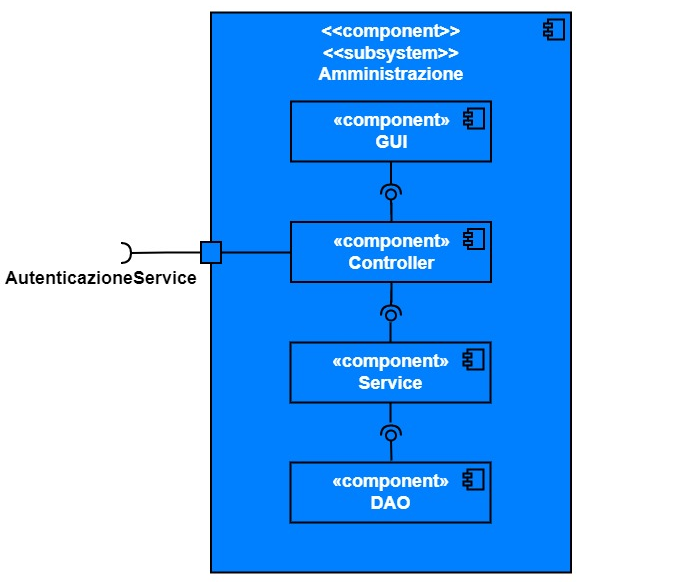 <<component>>
<<subsystem>>
Amministrazione
«component»
GUI
«component»
Controller
AutenticazioneService
«component»
Service
«component»
DAO